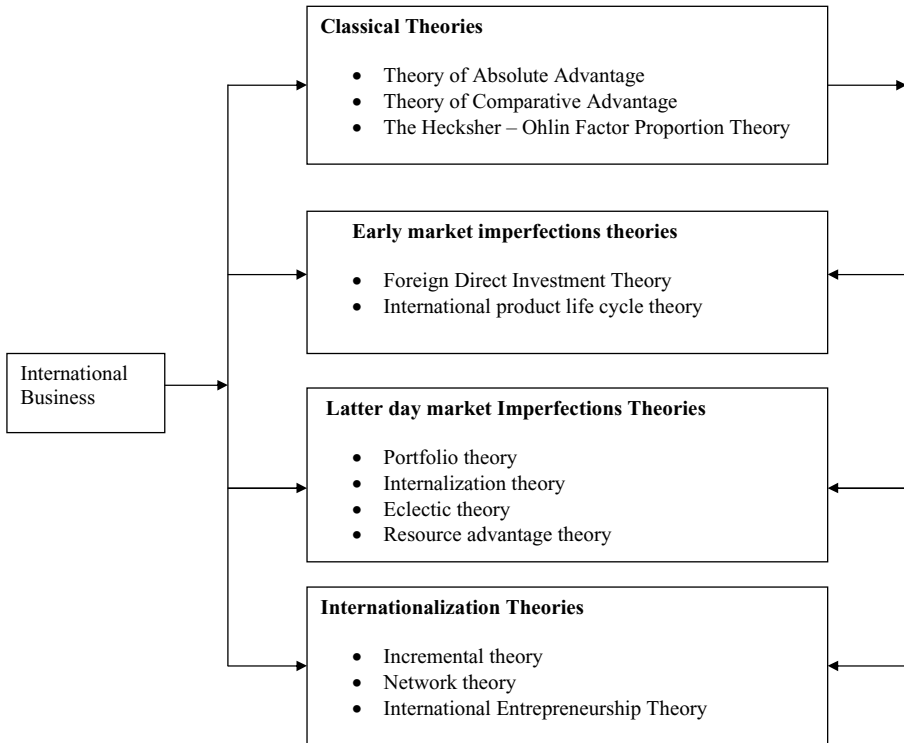 Classical Theories
• Theory of Absolute Advantage
• Theory of Comparative Advantage
• The Hecksher – Ohlin Factor Proportion Theory
Early market imperfections theories
• Foreign Direct Investment Theory
• International product life cycle theory
International
Business
Latter day market Imperfections Theories
• Portfolio theory
• Internalization theory
• Eclectic theory
• Resource advantage theory
Internationalization Theories
• Incremental theory
• Network theory
• International Entrepreneurship Theory